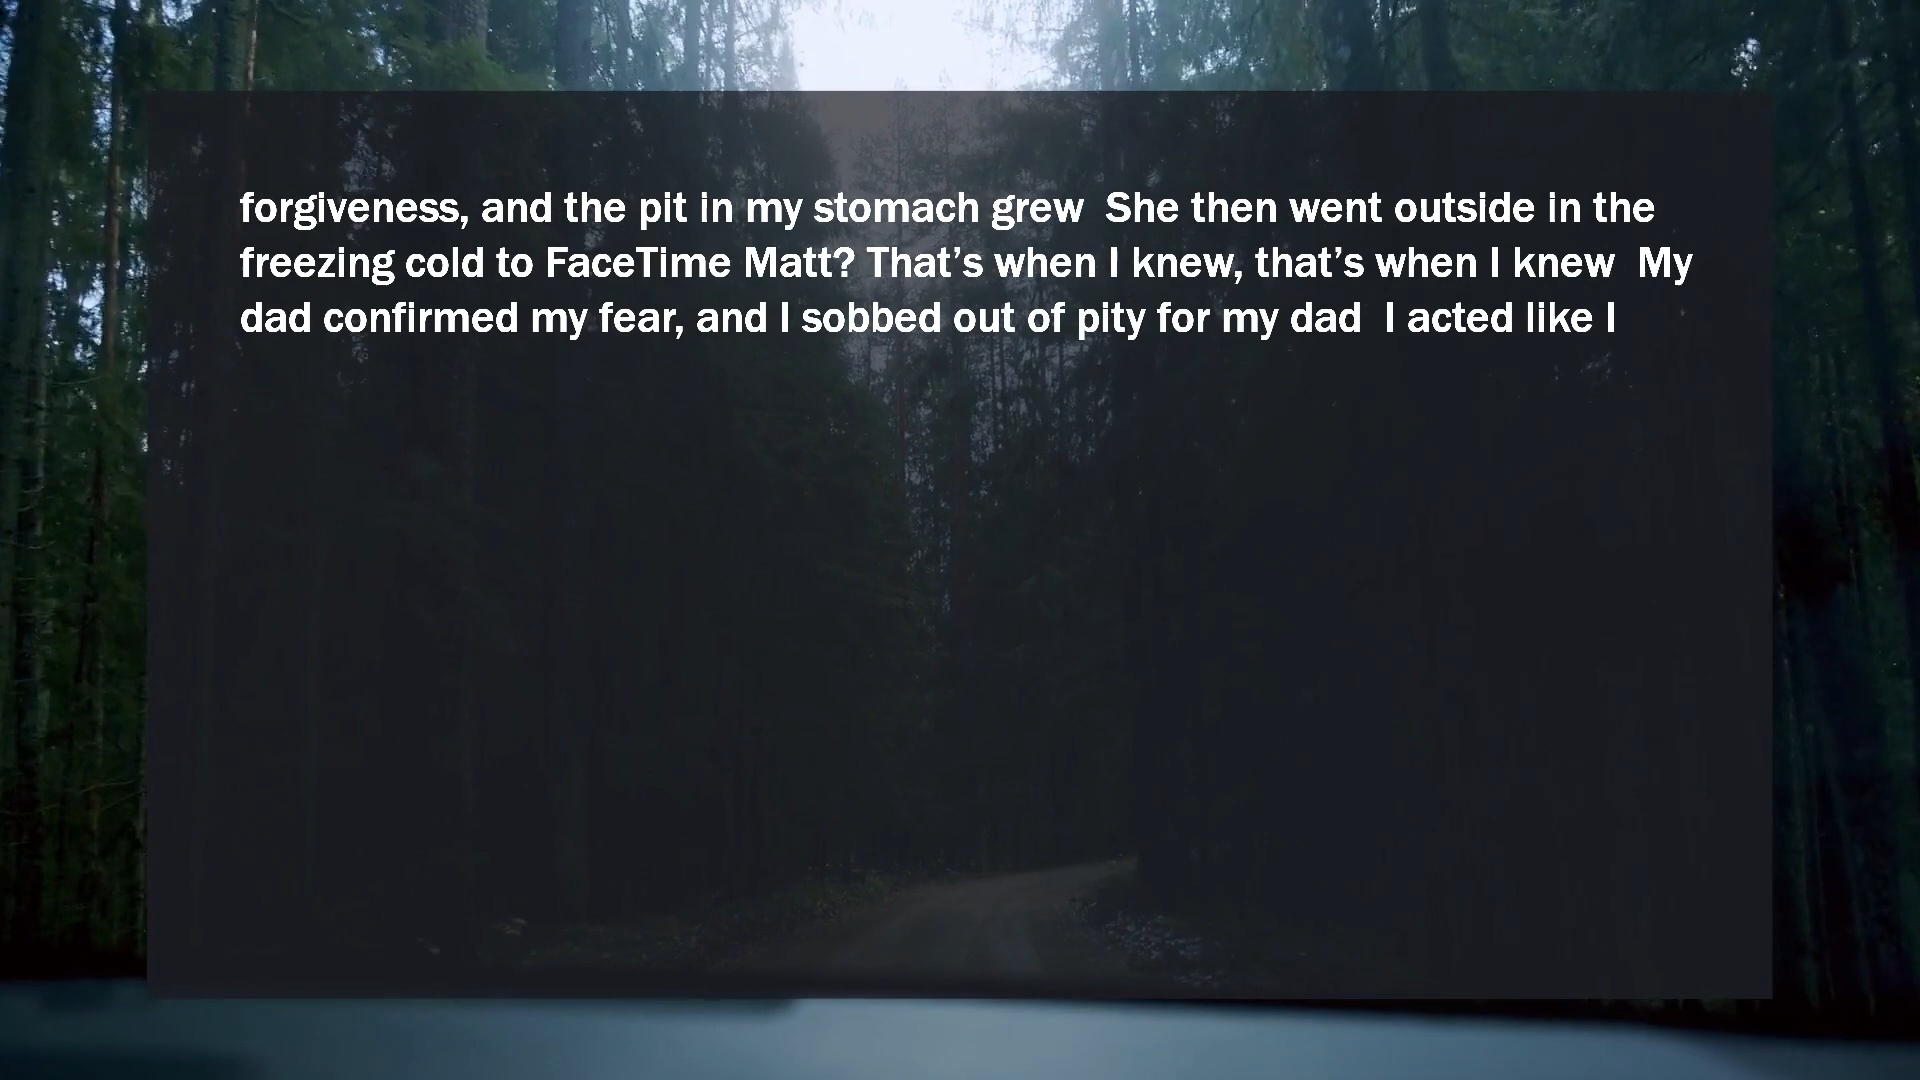 forgiveness, and the pit in my stomach grew  She then went outside in the
freezing cold to FaceTime Matt? That’s when I knew, that’s when I knew  My
dad confirmed my fear, and I sobbed out of pity for my dad  I acted like I